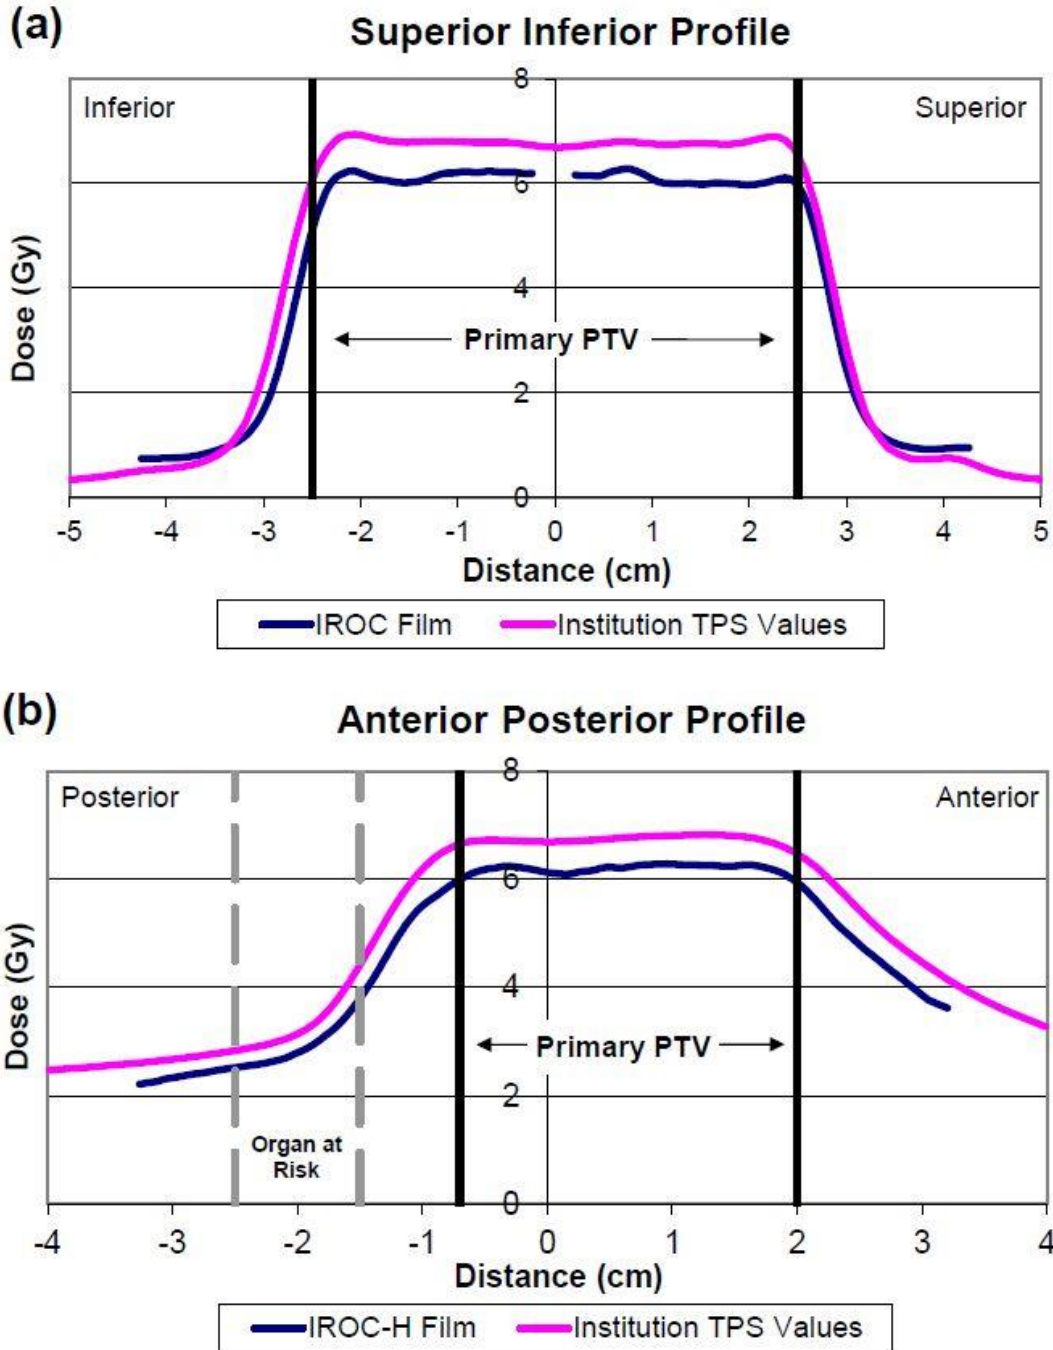 (a)
Superior Inferior Profile
Inferior
Superior
8
6
4
2
0
Dose (Gy)
Primary PTV
-5 -4 -3 -2 -1 0 1 2 3 4 5
Distance (cm)
IROC Film Institution TPS Values
(b)
Anterior Posterior Profile
Posterior
Anterior
8
6
4
2
0
Dose (Gy)
Primary PTV
Organ at
Risk
-4 -3 -2 -1 0 1 2 3 4
Distance (cm)
IROC-H Film Institution TPS Values